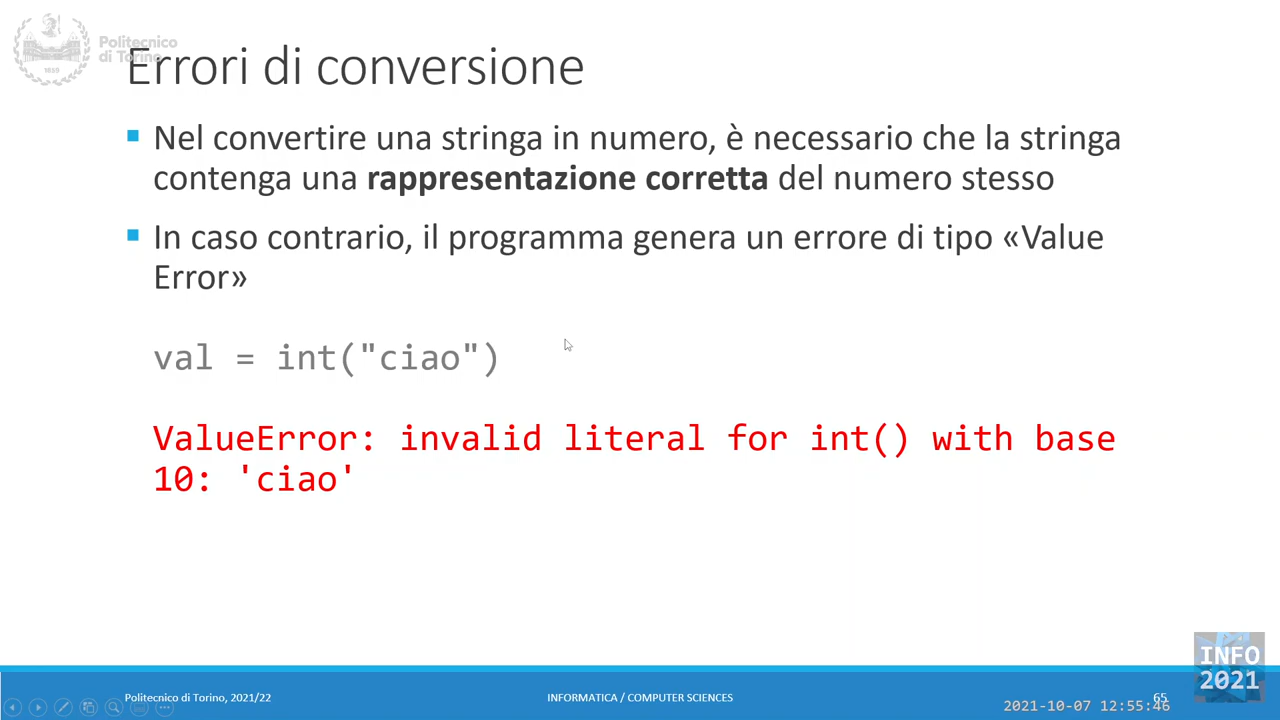 Politecnico
di Torino
1859
Errori di conversione
Nel convertire una stringa in numero, è necessario che la stringa
contenga una rappresentazione corretta del numero stesso
In caso contrario, il programma genera un errore di tipo «Value
Error»
val = int("ciao")
ValueError: invalid literal for int() with base
10: 'ciao'
INFO
2021
Politecnico di Torino, 2021/22
INFORMATICA / COMPUTER SCIENCES
65
2021-10-07 12:55:46